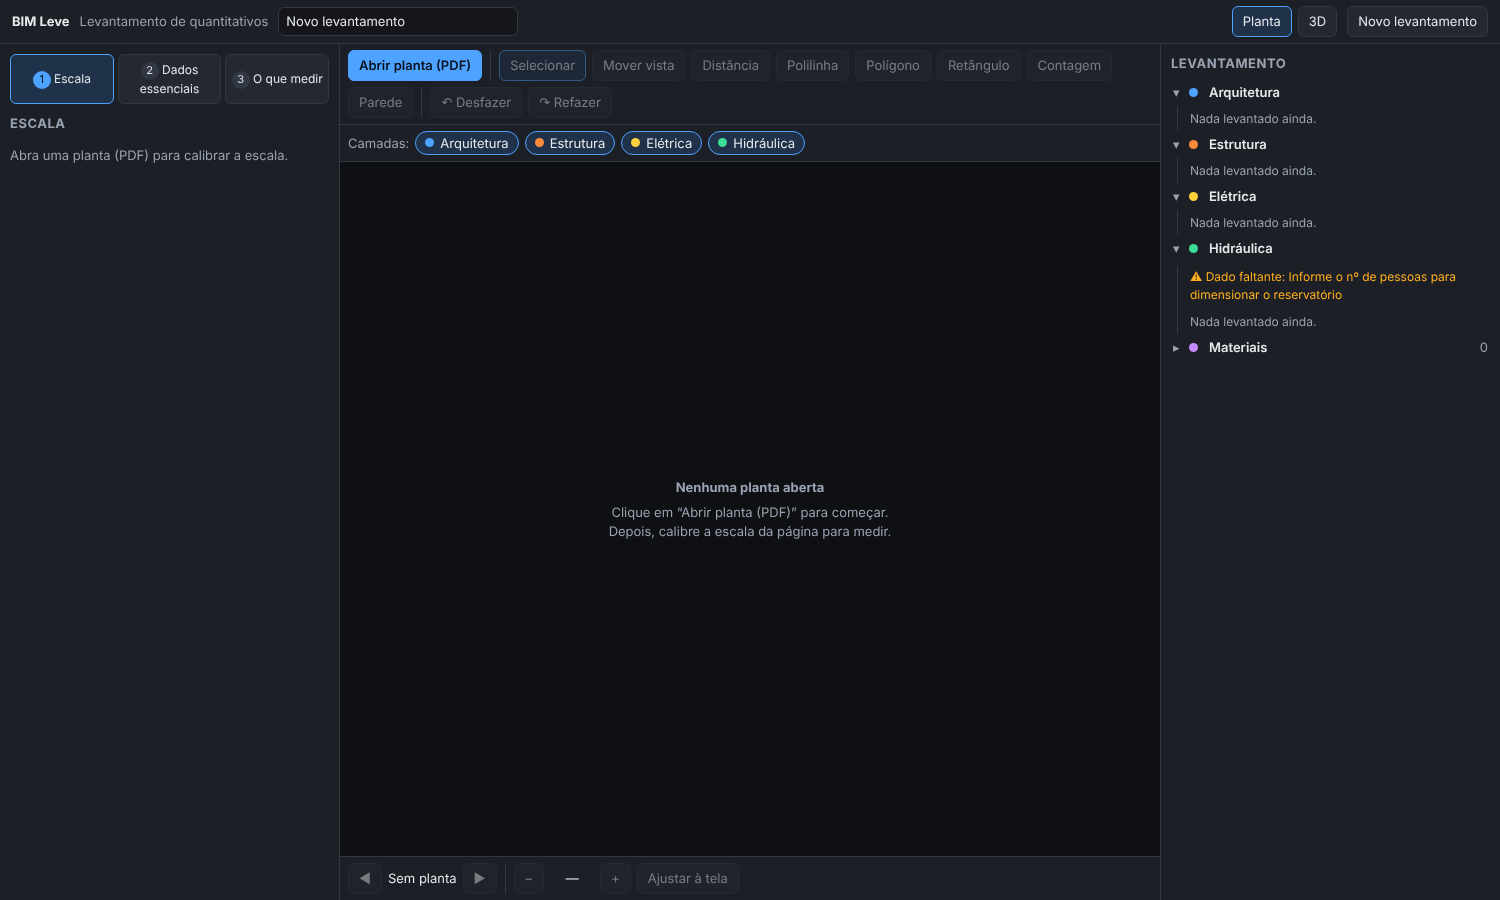 BIM Leve Levantamento de quantitativos Novo levantamento Planta 3D Novo levantamento
1 Escala
2 Dados essenciais
3 O que medir
ESCALA
Abra uma planta (PDF) para calibrar a escala.
Abrir planta (PDF) Selecionar Mover vista Distância Polilinha Polígono Retângulo Contagem
Parede ↶ Desfazer ↷ Refazer
Camadas: Arquitetura Estrutura Elétrica Hidráulica
Nenhuma planta aberta
Clique em “Abrir planta (PDF)” para começar.
Depois, calibre a escala da página para medir.
◀ Sem planta ▶ − — + Ajustar à tela
LEVANTAMENTO
▾ Arquitetura
Nada levantado ainda.
▾ Estrutura
Nada levantado ainda.
▾ Elétrica
Nada levantado ainda.
▾ Hidráulica
⚠ Dado faltante: Informe o nº de pessoas para
dimensionar o reservatório
Nada levantado ainda.
▸ Materiais 0